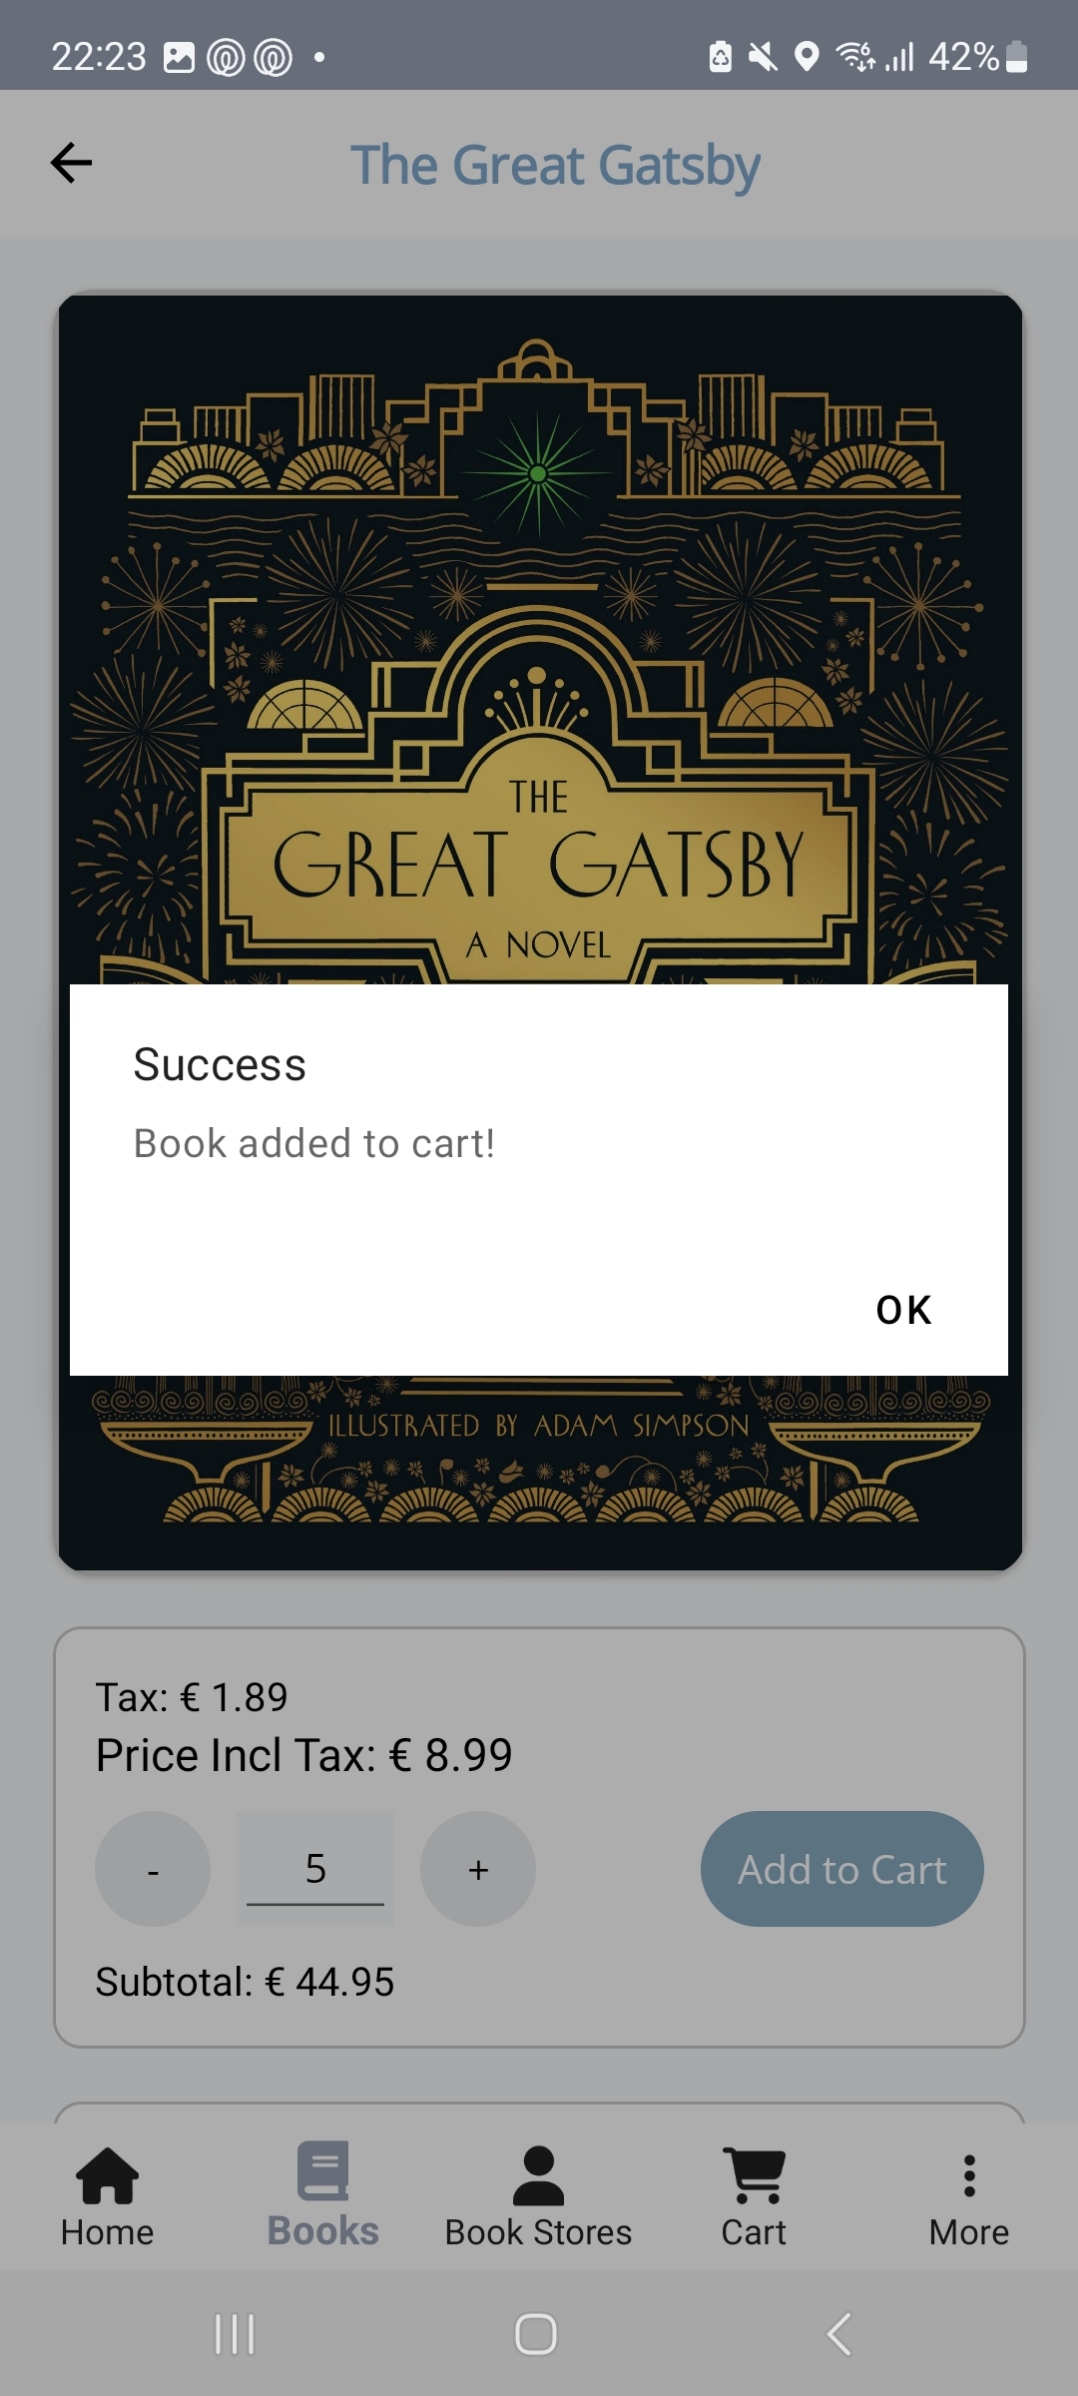 22:23
42%
The Great Gatsby
THE
GREAT GATSBY
A NOVEL
Success
Book added to cart!
OK
ILLUSTRATED BY ADAM SIMPSON
Tax: € 1.89
Price Incl Tax: € 8.99
- 5 + Add to Cart
Subtotal: € 44.95
Home Books Book Stores Cart More